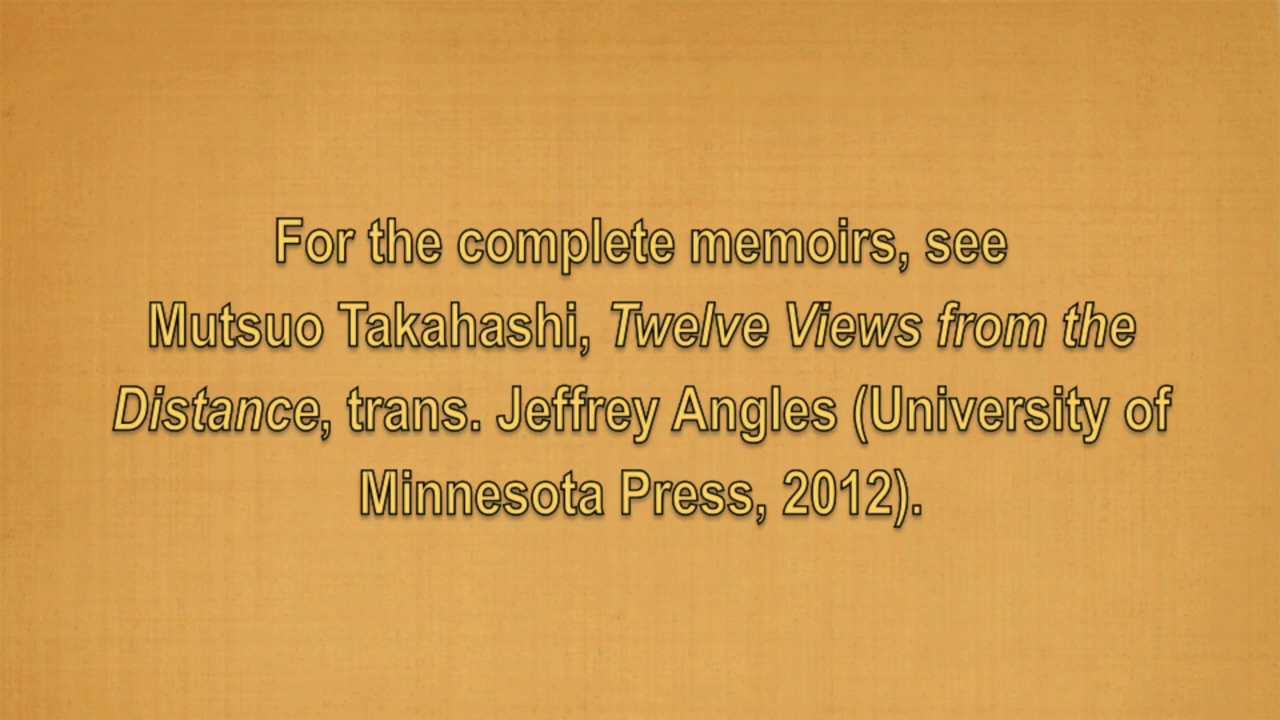 For the complete memoirs, see
Mutsuo Takahashi, Twelve Views from the
Distance, trans. Jeffrey Angles (University of
Minnesota Press, 2012).